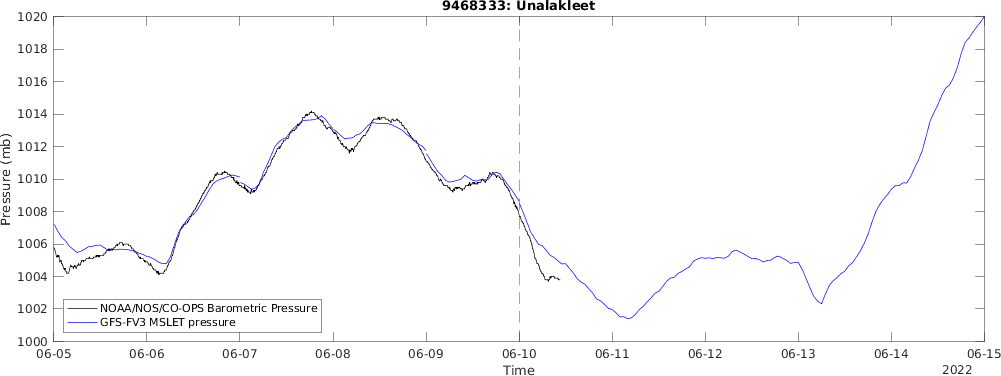 9468333: Unalakleet
Pressure (mb)
1020
1018
1016
1014
1012
1010
1008
1006
1004
1002
1000
NOAA/NOS/CO-OPS Barometric Pressure
GFS-FV3 MSLET pressure
06-05 06-06 06-07 06-08 06-09 06-10 06-11 06-12 06-13 06-14 06-15
Time
2022